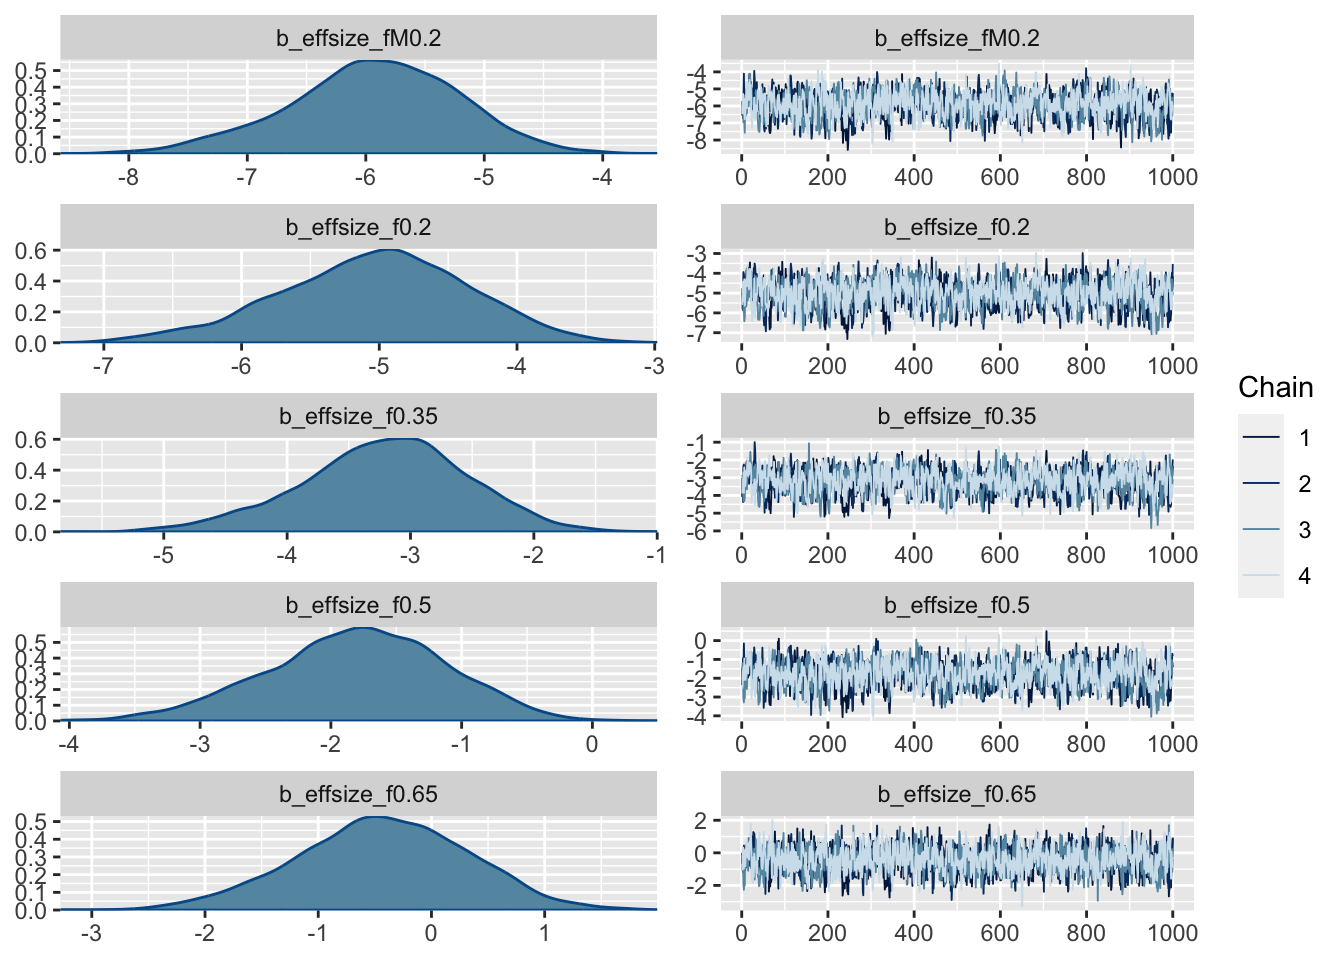 b_effsize_fM0.2
0.5
0.4
0.3
0.2
0.1
0.0
-8 -7 -6 -5 -4
b_effsize_fM0.2
-4
-5
-6
-7
-8
0 200 400 600 800 1000
b_effsize_f0.2
0.6
0.4
0.2
0.0
-7 -6 -5 -4 -3
b_effsize_f0.2
-3
-4
-5
-6
-7
0 200 400 600 800 1000
b_effsize_f0.35
0.6
0.4
0.2
0.0
-5 -4 -3 -2 -1
b_effsize_f0.35
-1
-2
-3
-4
-5
-6
0 200 400 600 800 1000
b_effsize_f0.5
0.5
0.4
0.3
0.2
0.1
0.0
-4 -3 -2 -1 0
b_effsize_f0.5
0
-1
-2
-3
-4
0 200 400 600 800 1000
b_effsize_f0.65
0.5
0.4
0.3
0.2
0.1
0.0
-3 -2 -1 0 1
b_effsize_f0.65
2
0
-2
0 200 400 600 800 1000
Chain
1
2
3
4